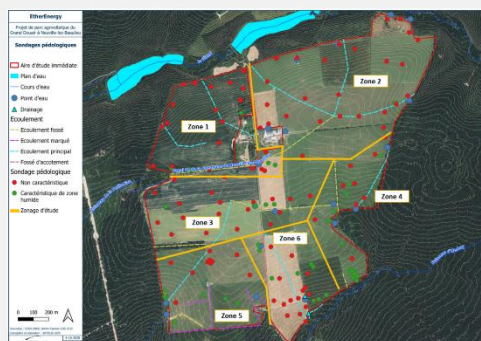 EtherEnergy
Projet de parc agrivoltaïque du
Grand Douair à Neuville-les-Beaulieu
Sondages pédologiques
Aire d'étude immédiate
Plan d'eau
Cours d'eau
Point d'eau
Drainage
Ecoulement
Ecoulement fossé
Ecoulement marqué
Ecoulement principal
Fossé d'accotement
Sondage pédologique
Non caractéristique
Caractéristique de zone
humide
Zonage d'étude
0 100 200 m
Zone 1
Zone 2
Zone 3
Zone 4
Zone 6
Zone 5